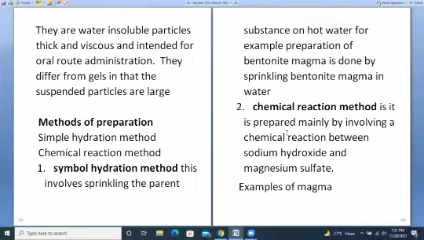 They are water insoluble particles
thick and viscous and intended for
oral route administration. They
differ from gels in that the
suspended particles are large
Methods of preparation
Simple hydration method
Chemical reaction method
1. symbol hydration method this
involves sprinkling the parent
substance on hot water for
example preparation of
bentonite magma is done by
sprinkling bentonite magma in
water
2. chemical reaction method is it
is prepared mainly by involving a
chemical reaction between
sodium hydroxide and
magnesium sulfate.
Examples of magma
Type here to search